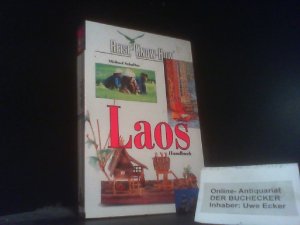 REISE KNOW-HOW
Michael Schultze
Laos
Handbuch
Online- Antiquariat
DER BUCHECKER
Inhaber: Uwe Ecker